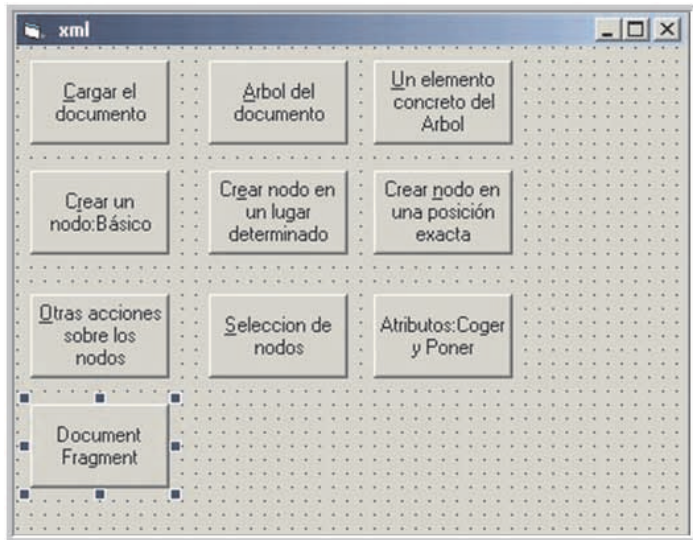 xml
Cargar el
documento
Arbol del
documento
Un elemento
concreto del
Arbol
Crear un
nodo:Básico
Crear nodo en
un lugar
determinado
Crear nodo en
una posición
exacta
Otras acciones
sobre los
nodos
Seleccion de
nodos
Atributos:Coger
y Poner
Document
Fragment